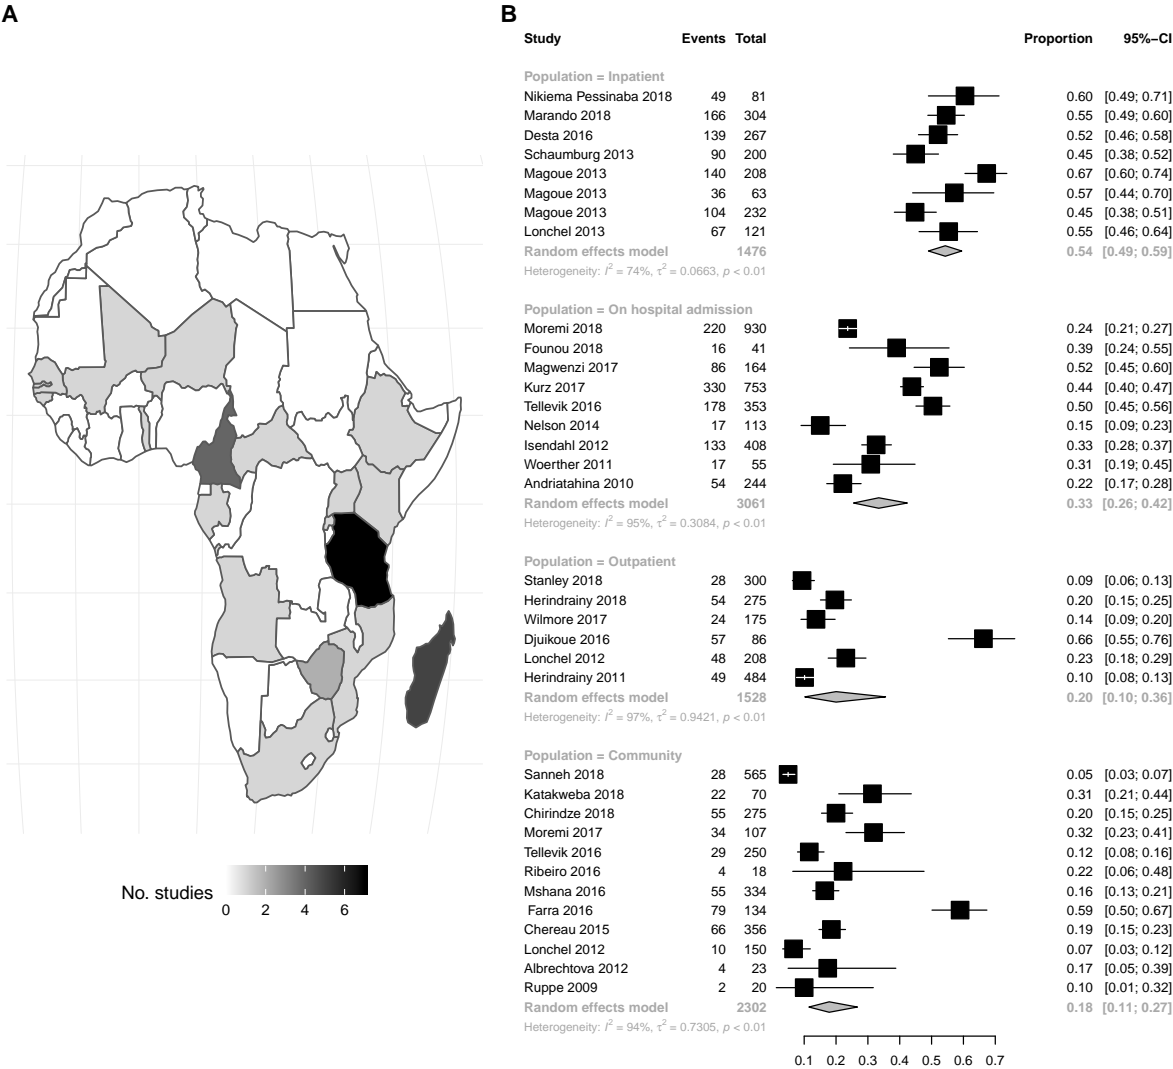 A
No. studies
0 2 4 6
B
Study Events Total Proportion 95%−CI
Population = Inpatient
Nikiema Pessinaba 2018 49 81 0.60 [0.49; 0.71]
Marando 2018 166 304 0.55 [0.49; 0.60]
Desta 2016 139 267 0.52 [0.46; 0.58]
Schaumburg 2013 90 200 0.45 [0.38; 0.52]
Magoue 2013 140 208 0.67 [0.60; 0.74]
Magoue 2013 36 63 0.57 [0.44; 0.70]
Magoue 2013 104 232 0.45 [0.38; 0.51]
Lonchel 2013 67 121 0.55 [0.46; 0.64]
Random effects model 1476 0.54 [0.49; 0.59]
Heterogeneity: I² = 74%, τ² = 0.0663, p < 0.01
Population = On hospital admission
Moremi 2018 220 930 0.24 [0.21; 0.27]
Founou 2018 16 41 0.39 [0.24; 0.55]
Magwenzi 2017 86 164 0.52 [0.45; 0.60]
Kurz 2017 330 753 0.44 [0.40; 0.47]
Tellevik 2016 178 353 0.50 [0.45; 0.56]
Nelson 2014 17 113 0.15 [0.09; 0.23]
Isendahl 2012 133 408 0.33 [0.28; 0.37]
Woerther 2011 17 55 0.31 [0.19; 0.45]
Andriatahina 2010 54 244 0.22 [0.17; 0.28]
Random effects model 3061 0.33 [0.26; 0.42]
Heterogeneity: I² = 95%, τ² = 0.3084, p < 0.01
Population = Outpatient
Stanley 2018 28 300 0.09 [0.06; 0.13]
Herindrainy 2018 54 275 0.20 [0.15; 0.25]
Wilmore 2017 24 175 0.14 [0.09; 0.20]
Djuikoue 2016 57 86 0.66 [0.55; 0.76]
Lonchel 2012 48 208 0.23 [0.18; 0.29]
Herindrainy 2011 49 484 0.10 [0.08; 0.13]
Random effects model 1528 0.20 [0.10; 0.36]
Heterogeneity: I² = 97%, τ² = 0.9421, p < 0.01
Population = Community
Sanneh 2018 28 565 0.05 [0.03; 0.07]
Katakweba 2018 22 70 0.31 [0.21; 0.44]
Chirindze 2018 55 275 0.20 [0.15; 0.25]
Moremi 2017 34 107 0.32 [0.23; 0.41]
Tellevik 2016 29 250 0.12 [0.08; 0.16]
Ribeiro 2016 4 18 0.22 [0.06; 0.48]
Mshana 2016 55 334 0.16 [0.13; 0.21]
Farra 2016 79 134 0.59 [0.50; 0.67]
Chereau 2015 66 356 0.19 [0.15; 0.23]
Lonchel 2012 10 150 0.07 [0.03; 0.12]
Albrechtova 2012 4 23 0.17 [0.05; 0.39]
Ruppe 2009 2 20 0.10 [0.01; 0.32]
Random effects model 2302 0.18 [0.11; 0.27]
Heterogeneity: I² = 94%, τ² = 0.7305, p < 0.01
0.1 0.2 0.3 0.4 0.5 0.6 0.7